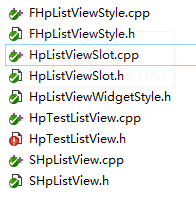 FHpListViewStyle.cpp
FHpListViewStyle.h
HpListViewSlot.cpp
HpListViewSlot.h
HpListViewWidgetStyle.h
HpTestListView.cpp
HpTestListView.h
SHpListView.cpp
SHpListView.h